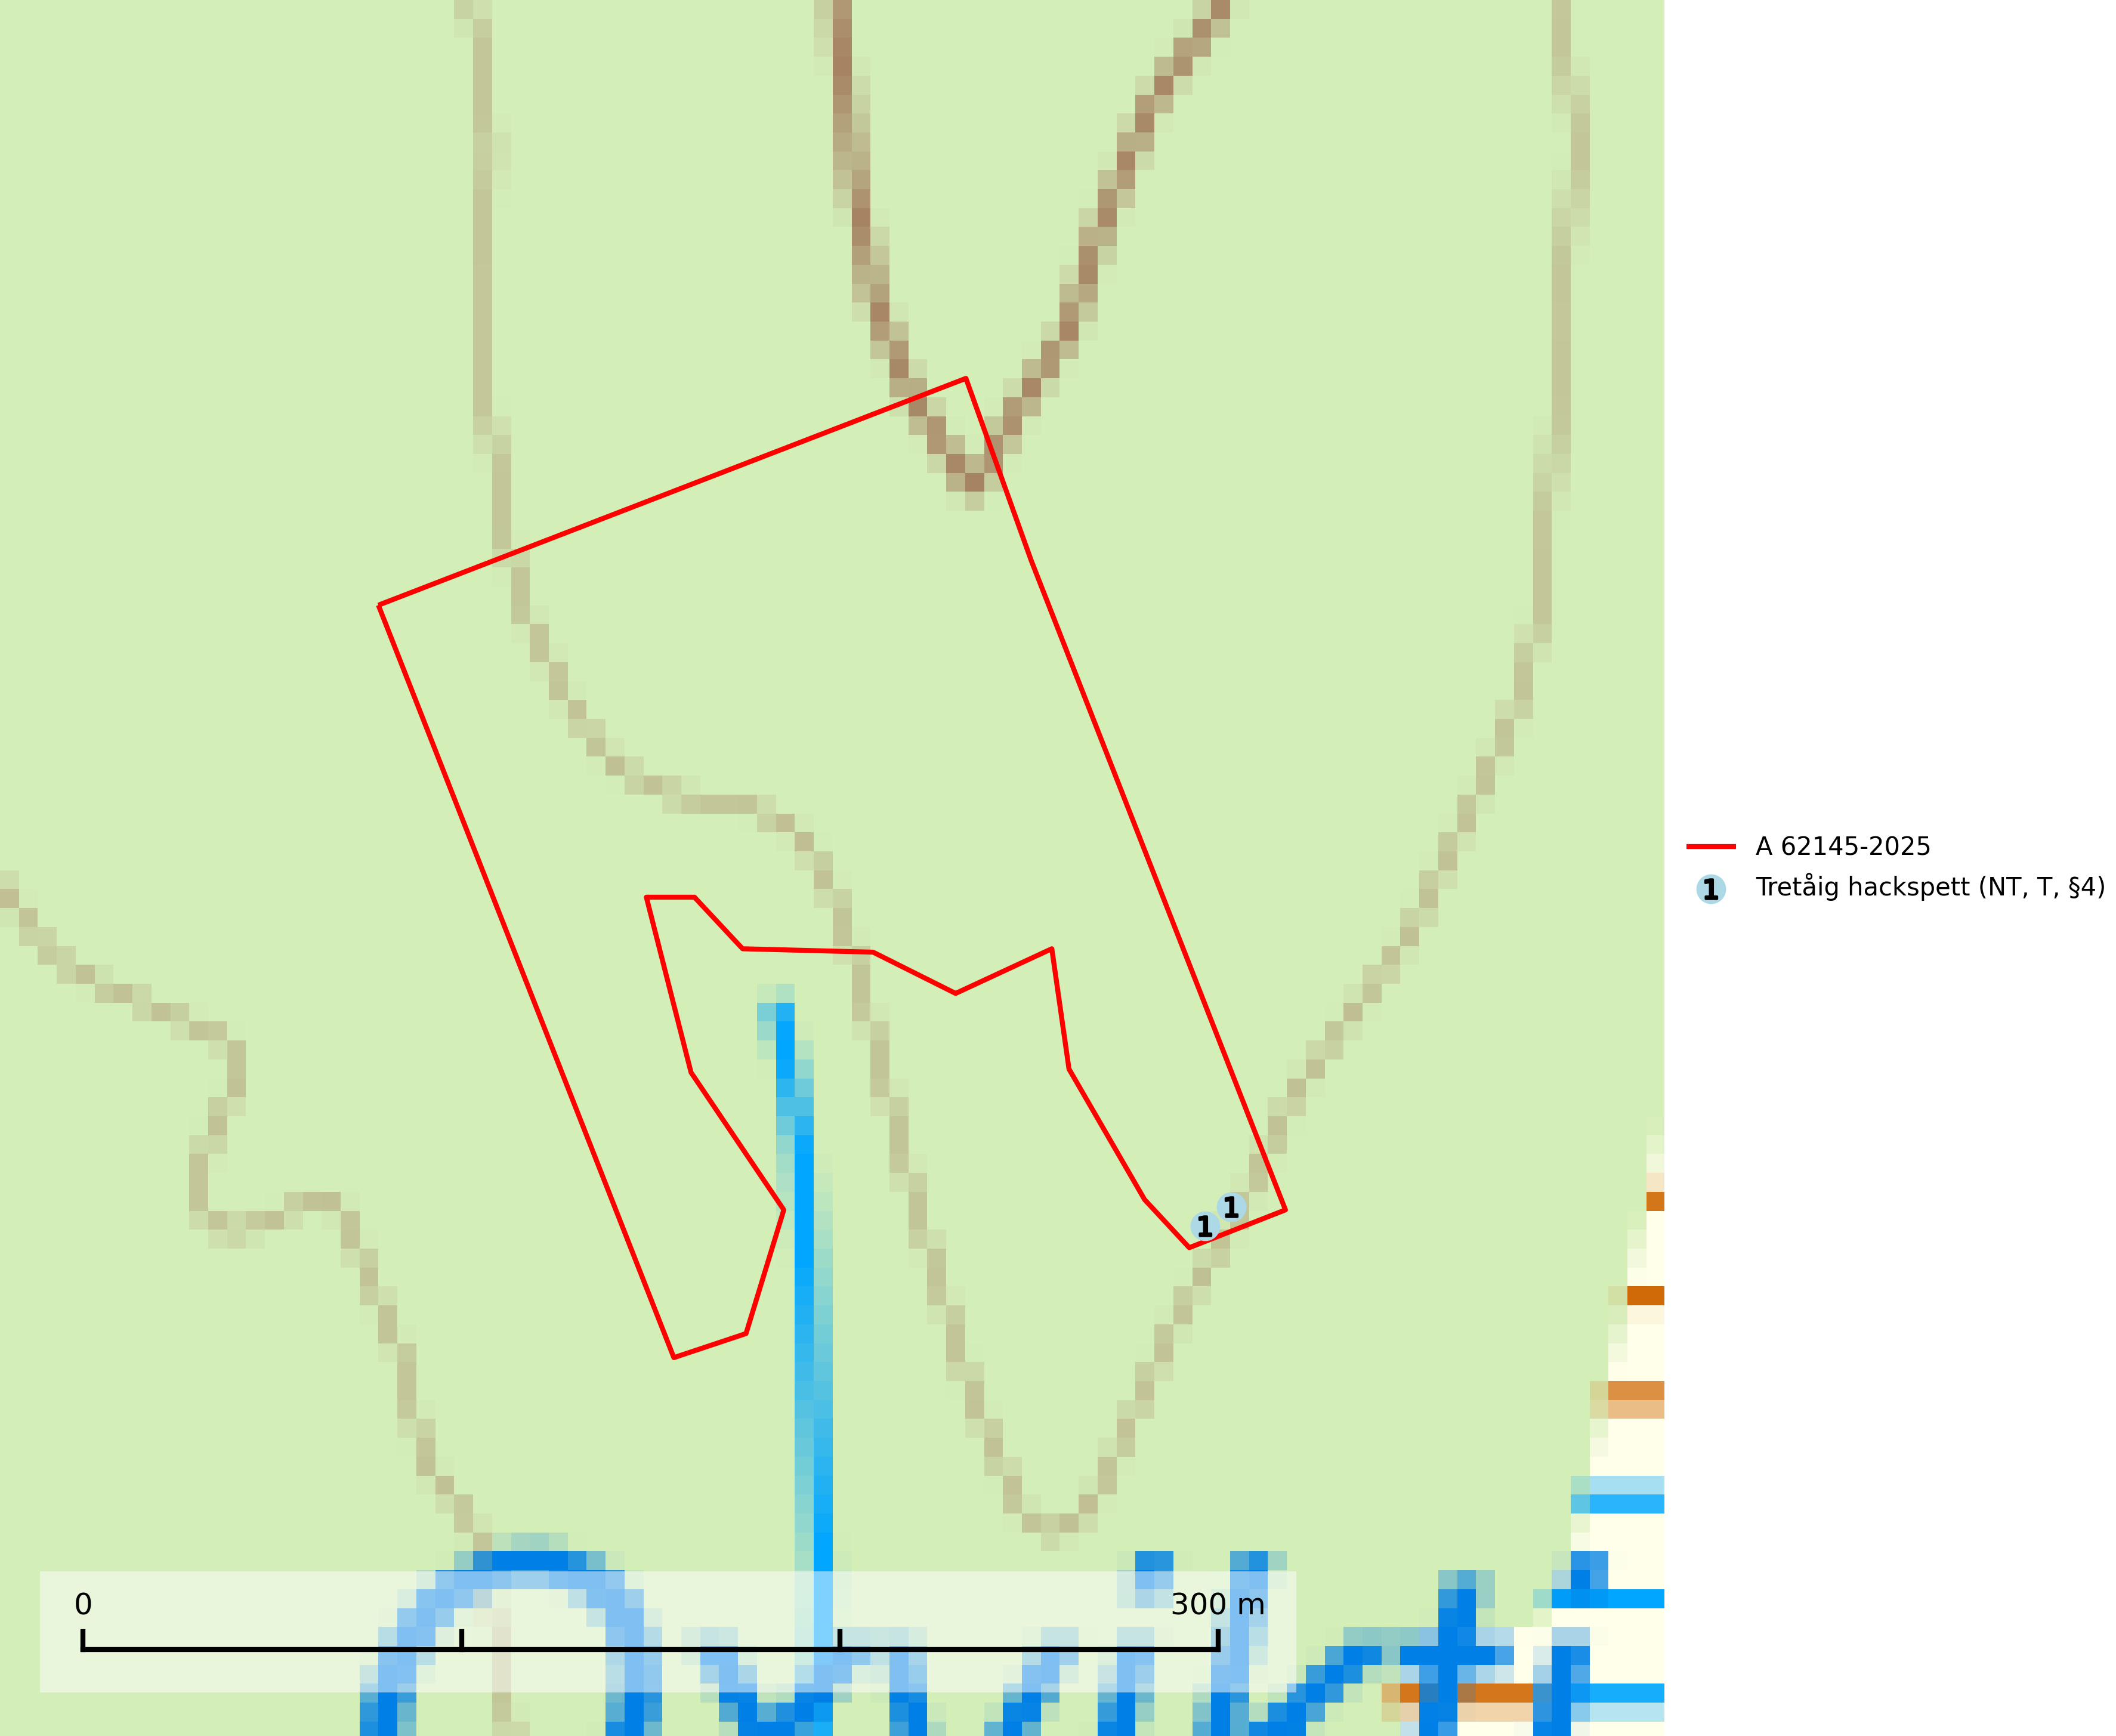 A 62145-2025
1 Tretåig hackspett (NT, T, §4)
1
1
0 300 m